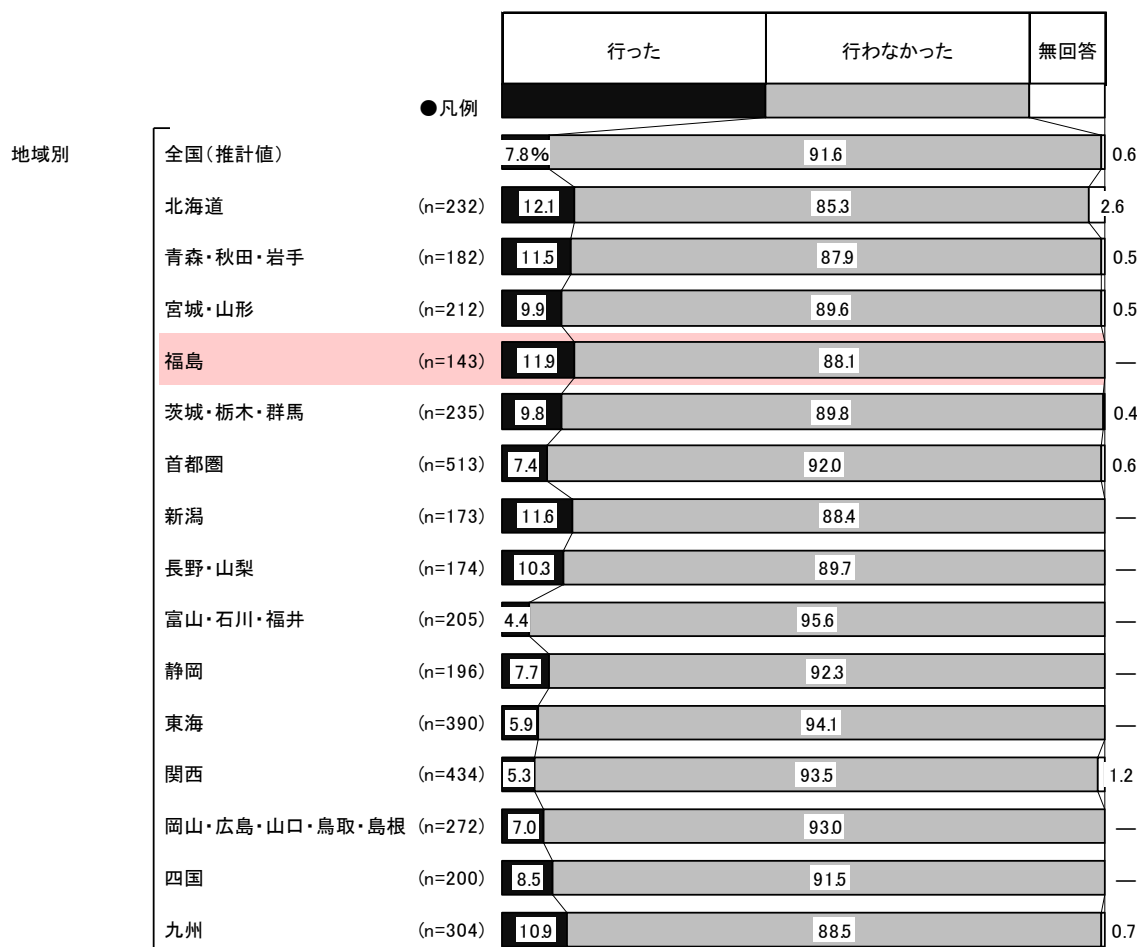 行った 行わなかった 無回答
●凡例
地域別 全国(推計値) 7.8% 91.6 0.6
北海道 (n=232) 12.1 85.3 2.6
青森・秋田・岩手 (n=182) 11.5 87.9 0.5
宮城・山形 (n=212) 9.9 89.6 0.5
福島 (n=143) 11.9 88.1 —
茨城・栃木・群馬 (n=235) 9.8 89.8 0.4
首都圏 (n=513) 7.4 92.0 0.6
新潟 (n=173) 11.6 88.4 —
長野・山梨 (n=174) 10.3 89.7 —
富山・石川・福井 (n=205) 4.4 95.6 —
静岡 (n=196) 7.7 92.3 —
東海 (n=390) 5.9 94.1 —
関西 (n=434) 5.3 93.5 1.2
岡山・広島・山口・鳥取・島根 (n=272) 7.0 93.0 —
四国 (n=200) 8.5 91.5 —
九州 (n=304) 10.9 88.5 0.7